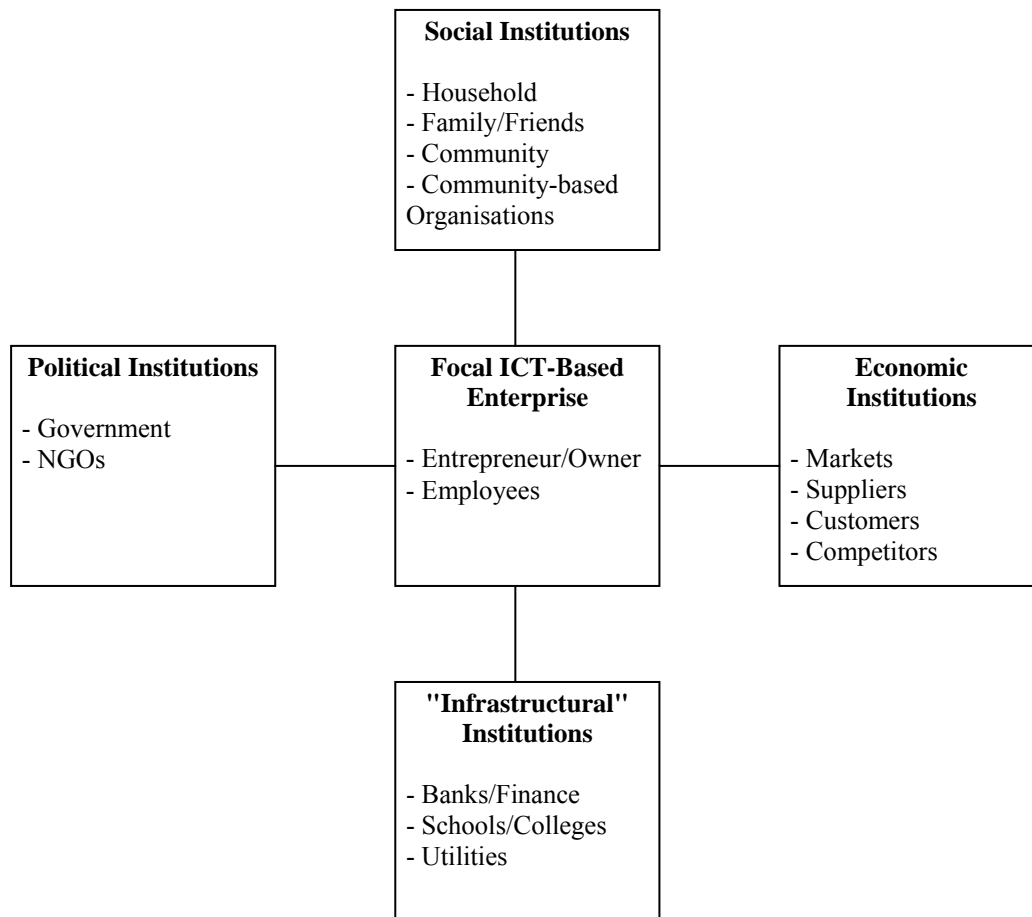 Social Institutions
- Household
- Family/Friends
- Community
- Community-based
Organisations
Political Institutions
- Government
- NGOs
Focal ICT-Based
Enterprise
- Entrepreneur/Owner
- Employees
Economic
Institutions
- Markets
- Suppliers
- Customers
- Competitors
"Infrastructural"
Institutions
- Banks/Finance
- Schools/Colleges
- Utilities